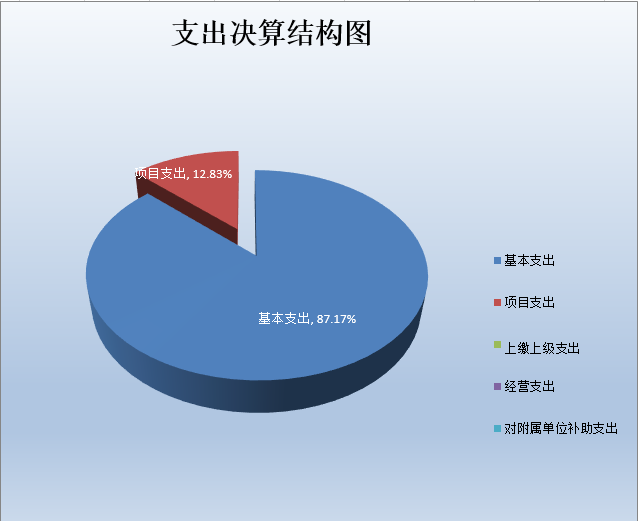 支出决算结构图
项目支出, 12.83%
基本支出, 87.17%
基本支出
项目支出
上缴上级支出
经营支出
对附属单位补助支出